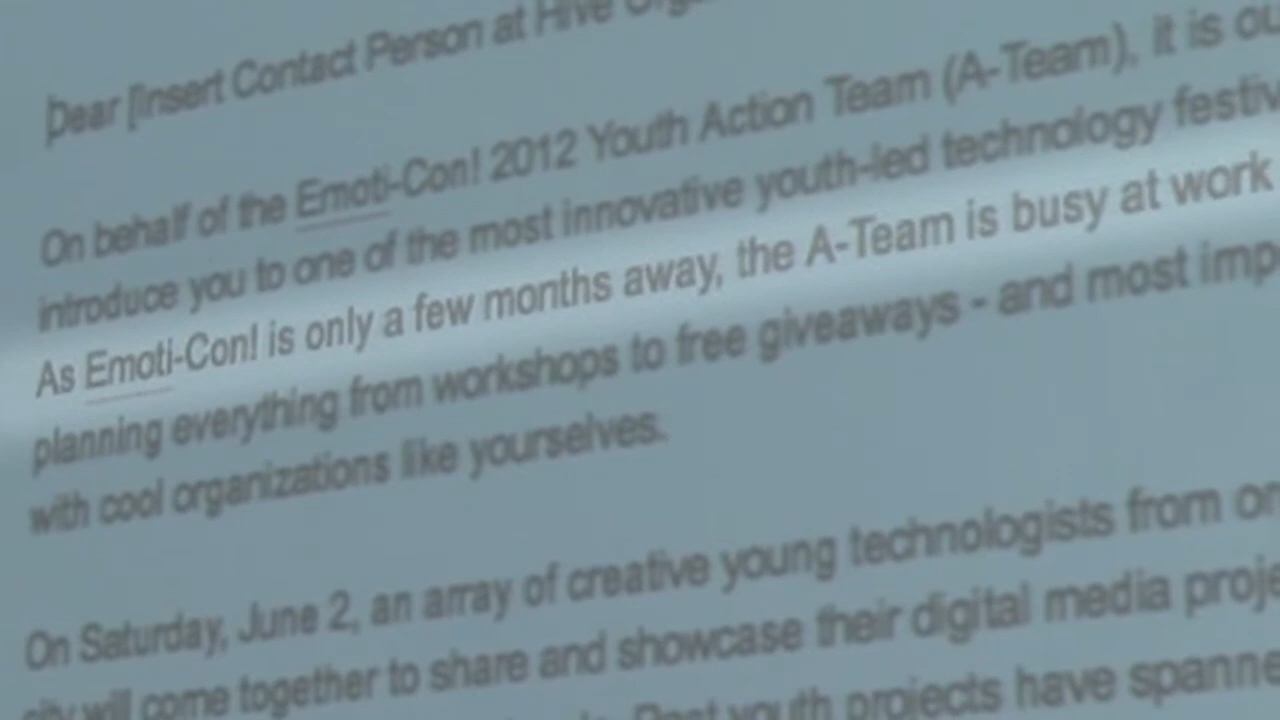 Dear [Insert Contact Person at Hive
On behalf of the Emoti-Con! 2012 Youth Action Team (A-Team), it is
introduce you to one of the most innovative youth-led technology
As Emoti-Con! is only a few months away, the A-Team is busy at work
planning everything from workshops to free giveaways - and most
with cool organizations like yourselves.
On Saturday, June 2, an array of creative young technologists from
city will come together to share and showcase their digital media
Past youth projects have